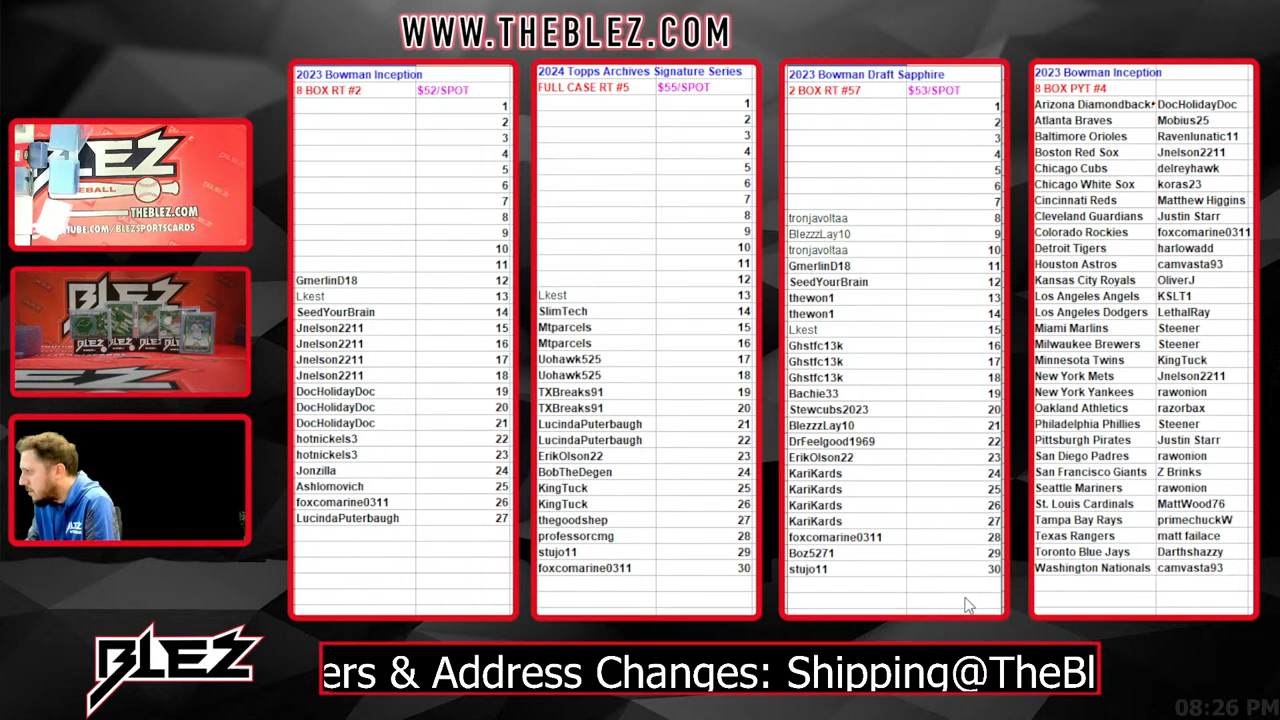 WWW.THEBLEZ.COM
BLEZ
BASEBALL
THEBLEZ.COM
YOUTUBE.COM/BLEZSPORTSCARDS
BLEZ
BLEZ
2023 Bowman Inception
8 BOX RT #2 $52/SPOT
1
2
3
4
5
6
7
8
9
10
11
GmerlinD18 12
Lkest 13
SeedYourBrain 14
Jnelson2211 15
Jnelson2211 16
Jnelson2211 17
Jnelson2211 18
DocHolidayDoc 19
DocHolidayDoc 20
DocHolidayDoc 21
hotnickels3 22
hotnickels3 23
Jonzilla 24
Ashlomovich 25
foxcomarine0311 26
LucindaPuterbaugh 27
2024 Topps Archives Signature Series
FULL CASE RT #5 $55/SPOT
1
2
3
4
5
6
7
8
9
10
11
12
Lkest 13
SlimTech 14
Mtparcels 15
Mtparcels 16
Uohawk525 17
Uohawk525 18
TXBreaks91 19
TXBreaks91 20
LucindaPuterbaugh 21
LucindaPuterbaugh 22
ErikOlson22 23
BobTheDegen 24
KingTuck 25
KingTuck 26
thegoodshep 27
professorcmg 28
stujo11 29
foxcomarine0311 30
2023 Bowman Draft Sapphire
2 BOX RT #57 $53/SPOT
1
2
3
4
5
6
7
tronjavoltaa 8
BlezzzLay10 9
tronjavoltaa 10
GmerlinD18 11
SeedYourBrain 12
thewon1 13
thewon1 14
Lkest 15
Ghstfc13k 16
Ghstfc13k 17
Ghstfc13k 18
Bachie33 19
Stewcubs2023 20
BlezzzLay10 21
DrFeelgood1969 22
ErikOlson22 23
KariKards 24
KariKards 25
KariKards 26
KariKards 27
foxcomarine0311 28
Boz5271 29
stujo11 30
2023 Bowman Inception
8 BOX PYT #4
Arizona Diamondback DocHolidayDoc
Atlanta Braves Mobius25
Baltimore Orioles Ravenlunatic11
Boston Red Sox Jnelson2211
Chicago Cubs delreyhawk
Chicago White Sox koras23
Cincinnati Reds Matthew Higgins
Cleveland Guardians Justin Starr
Colorado Rockies foxcomarine0311
Detroit Tigers harlowadd
Houston Astros camvasta93
Kansas City Royals OliverJ
Los Angeles Angels KSLT1
Los Angeles Dodgers LethalRay
Miami Marlins Steener
Milwaukee Brewers Steener
Minnesota Twins KingTuck
New York Mets Jnelson2211
New York Yankees rawonion
Oakland Athletics razorbax
Philadelphia Phillies Steener
Pittsburgh Pirates Justin Starr
San Diego Padres rawonion
San Francisco Giants Z Brinks
Seattle Mariners rawonion
St. Louis Cardinals MattWood76
Tampa Bay Rays primechuckW
Texas Rangers matt failace
Toronto Blue Jays Darthshazzy
Washington Nationals camvasta93
BLEZ
ers & Address Changes: Shipping@TheBl
08:26 PM